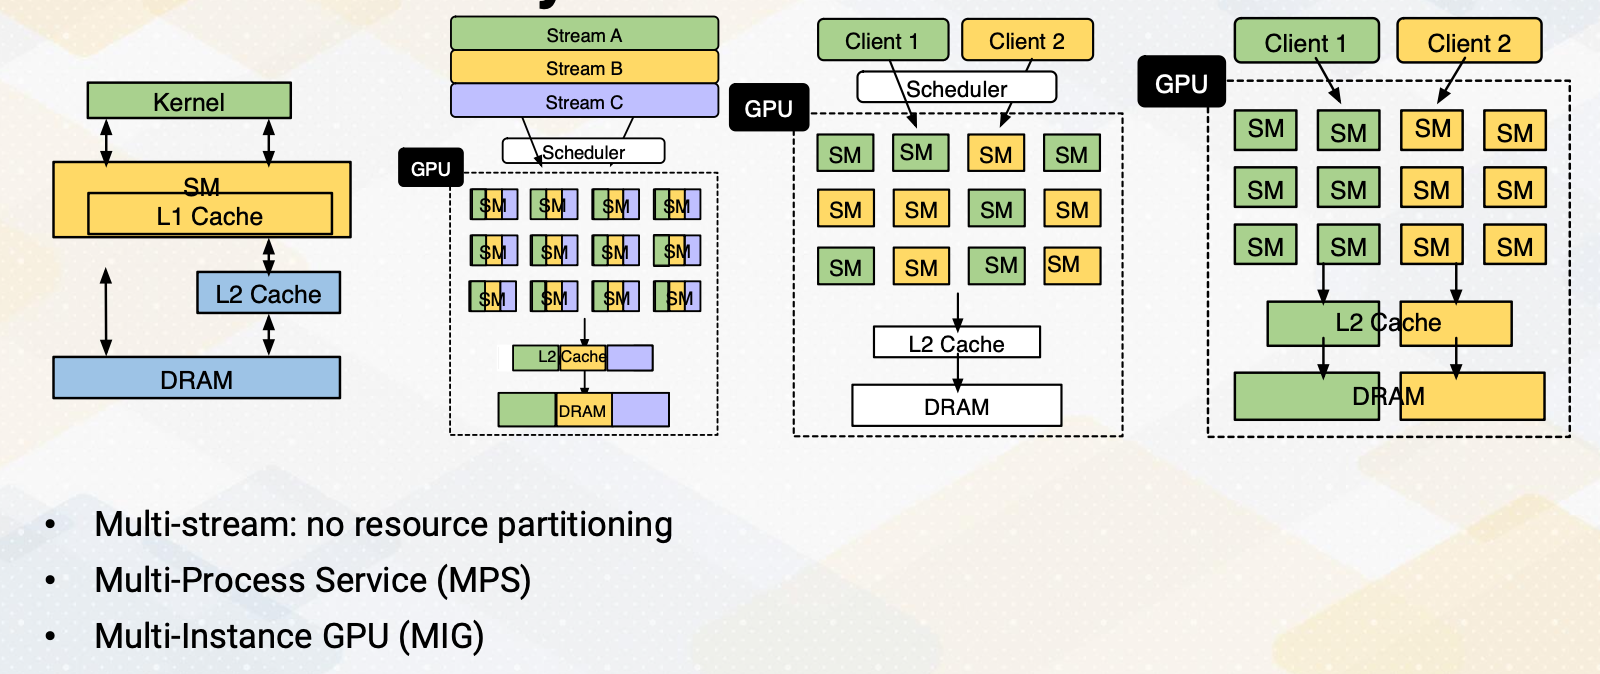 Kernel
SM
L1 Cache
L2 Cache
DRAM
Stream A
Stream B
Stream C
Scheduler
GPU
SM SM SM SM
SM SM SM SM
SM SM SM SM
L2 Cache
DRAM
Client 1 Client 2
Scheduler
GPU
SM SM SM SM
SM SM SM SM
SM SM SM SM
L2 Cache
DRAM
Client 1 Client 2
GPU
SM SM SM SM
SM SM SM SM
SM SM SM SM
L2 Cache
DRAM
• Multi-stream: no resource partitioning
• Multi-Process Service (MPS)
• Multi-Instance GPU (MIG)